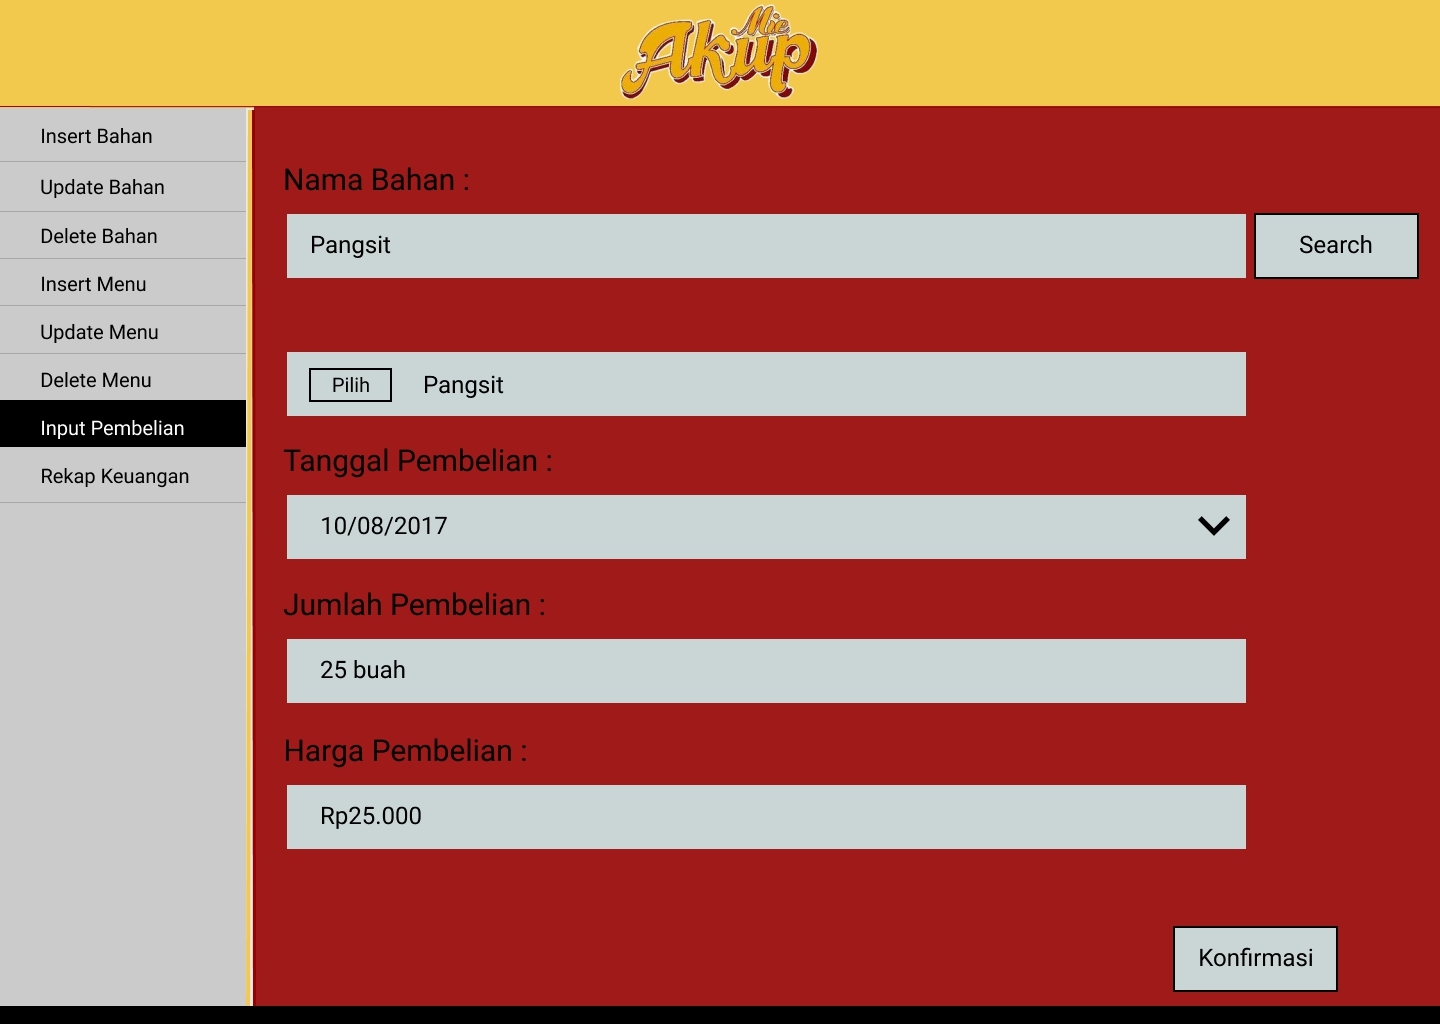 Mie
Akup
Insert Bahan
Update Bahan
Delete Bahan
Insert Menu
Update Menu
Delete Menu
Input Pembelian
Rekap Keuangan
Nama Bahan :
Pangsit
Search
Pilih
Pangsit
Tanggal Pembelian :
10/08/2017
Jumlah Pembelian :
25 buah
Harga Pembelian :
Rp25.000
Konfirmasi